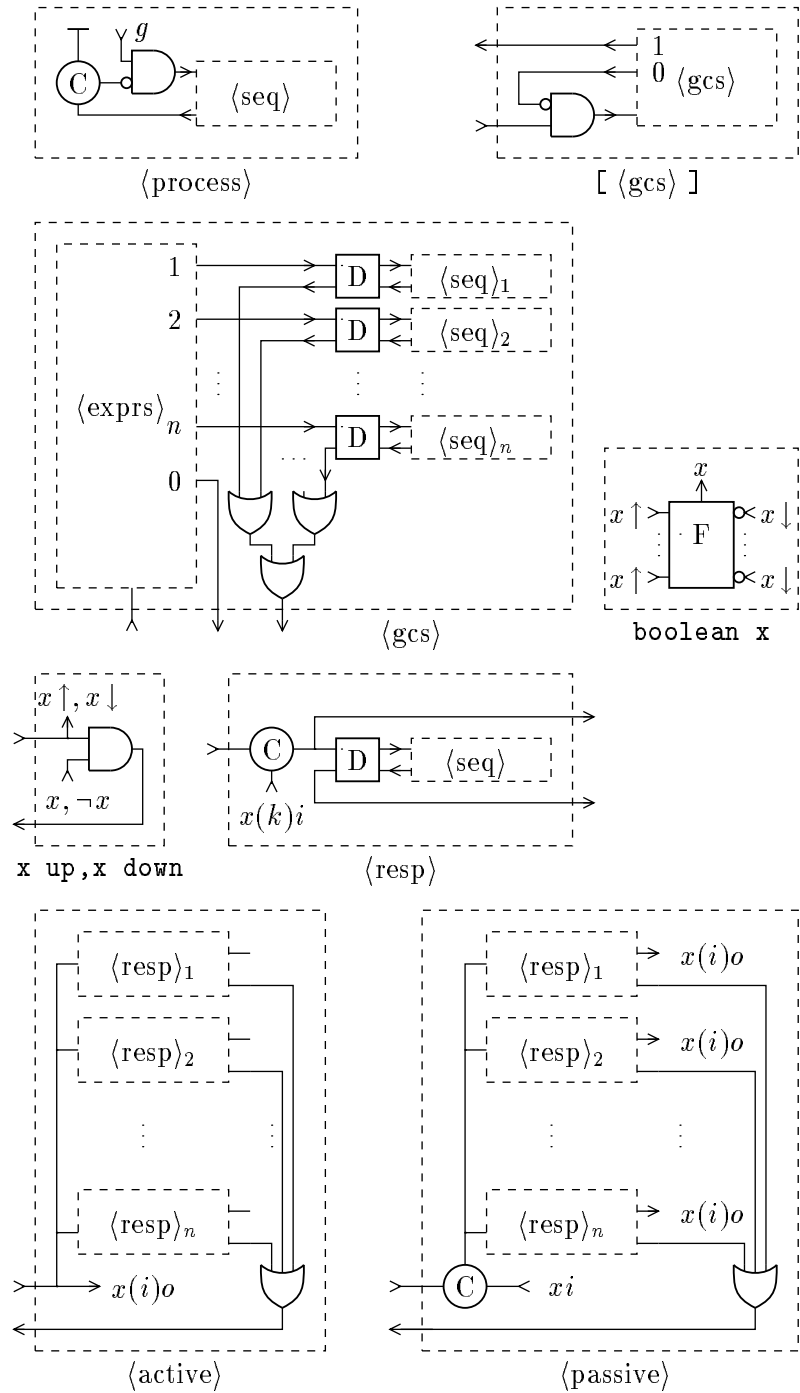 g
C
⟨seq⟩
⟨process⟩
1
0
⟨gcs⟩
[ ⟨gcs⟩ ]
1
D
⟨seq⟩₁
2
D
⟨seq⟩₂
⟨exprs⟩
n
D
⟨seq⟩ₙ
0
⟨gcs⟩
x
x↑ F x↓
x↑ x↓
boolean x
x↑, x↓
x, ¬x
x up,x down
C
D
⟨seq⟩
x(k)i
⟨resp⟩
⟨resp⟩₁
⟨resp⟩₂
⟨resp⟩ₙ
x(i)o
⟨active⟩
⟨resp⟩₁ x(i)o
⟨resp⟩₂ x(i)o
⟨resp⟩ₙ x(i)o
C xi
⟨passive⟩